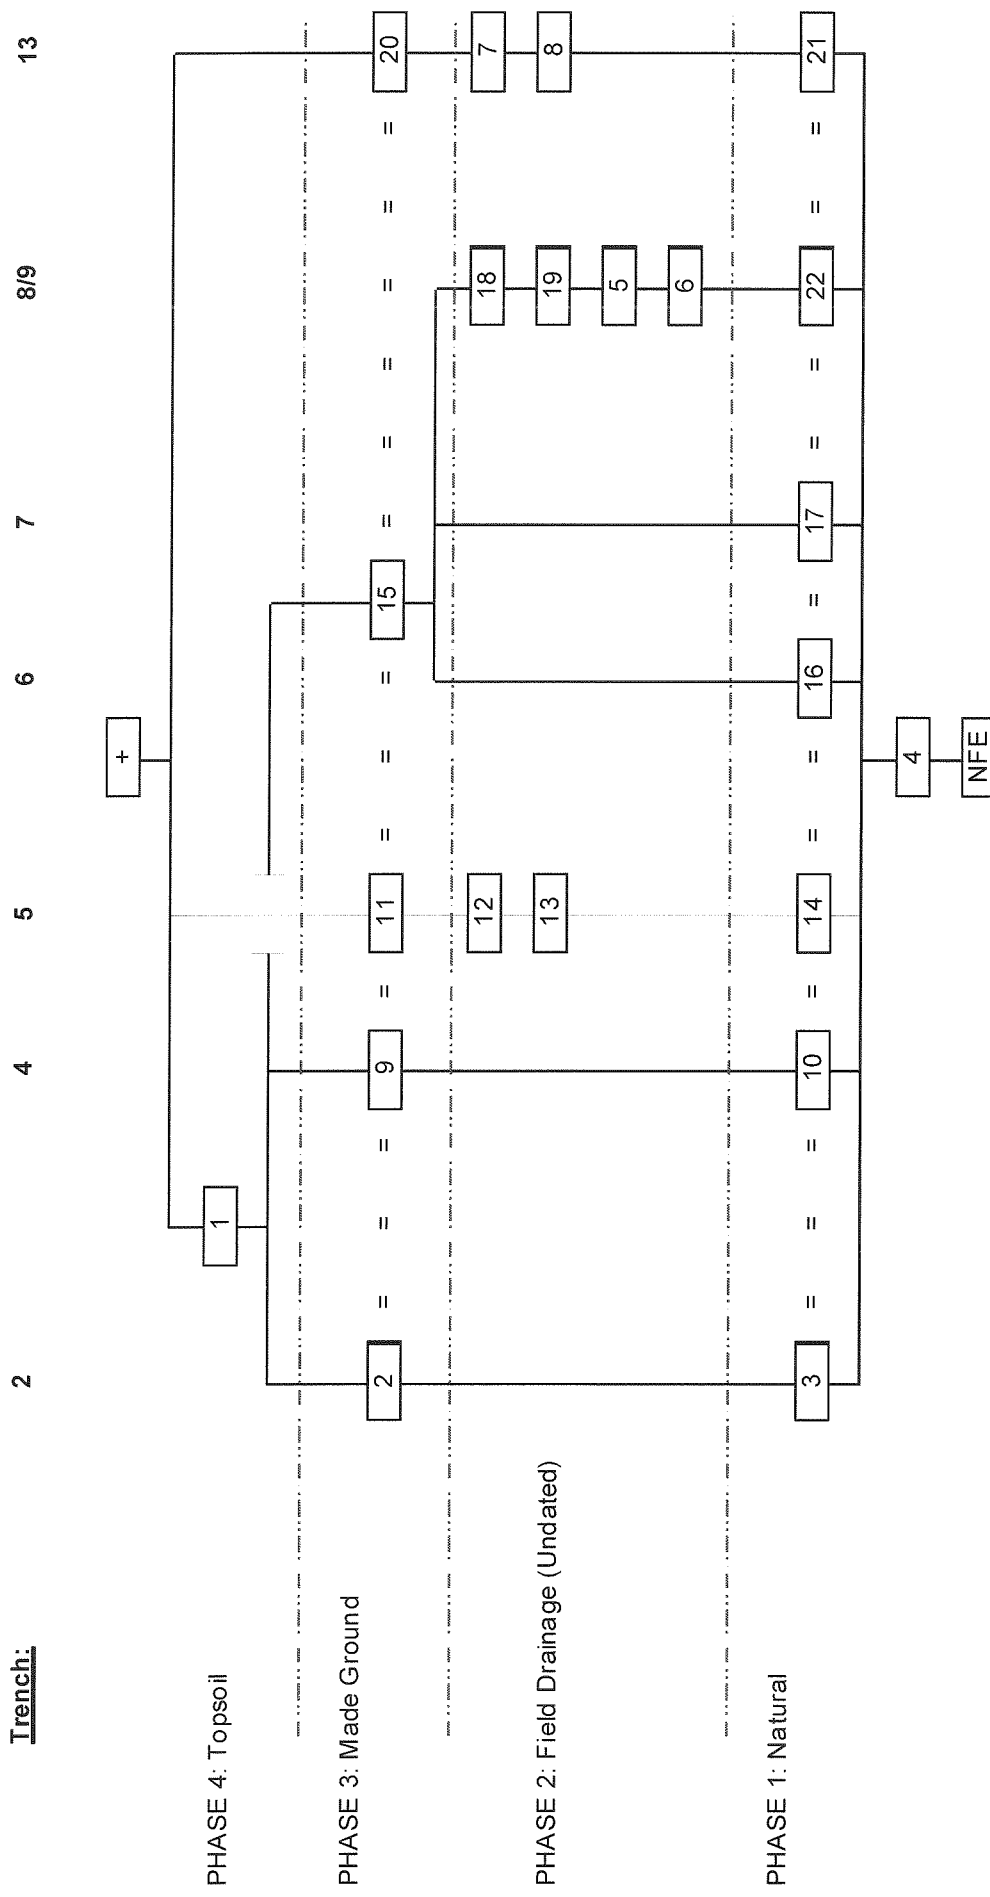 Trench: 2 4 5 6 7 8/9 13
+
PHASE 4: Topsoil
1
PHASE 3: Made Ground
2 = = = 9 = 11 = = = 15 = = = = = = 20
PHASE 2: Field Drainage (Undated)
12 18 7
13 19 8
5
6
PHASE 1: Natural
3 = = = 10 = 14 = = 16 = 17 = = 22 = = 21
4
NFE